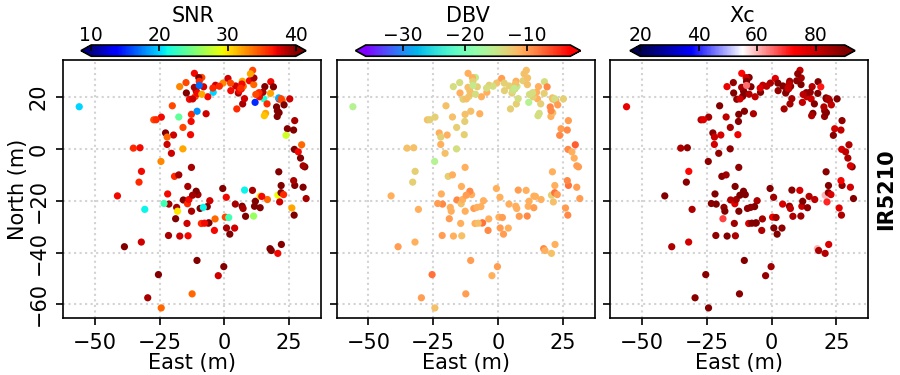 SNR DBV Xc
10 20 30 40 −30 −20 −10 20 40 60 80
20
0
−20
−40
−60
North (m)
−50 −25 0 25 −50 −25 0 25 −50 −25 0 25
East (m) East (m) East (m)
IR5210